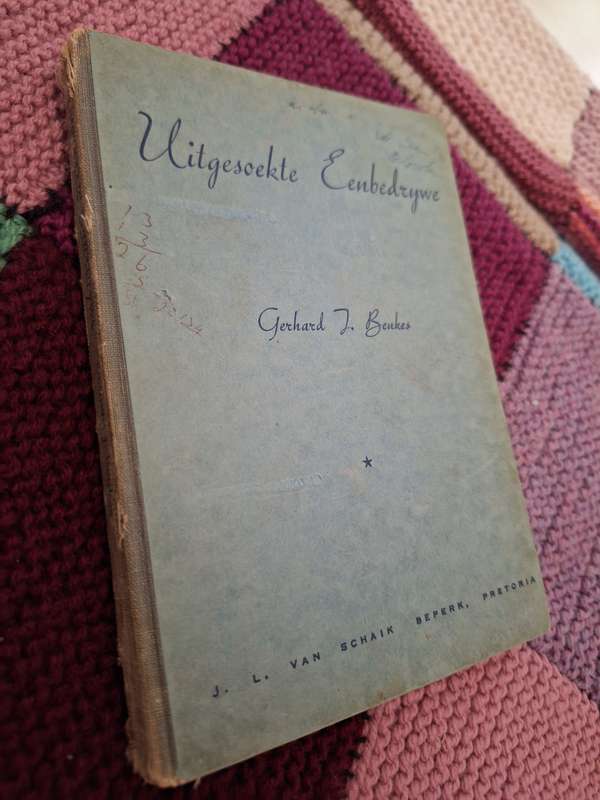 Uitgesoekte Eenbedrywe
Gerhard J. Beukes
J. L. VAN SCHAIK BEPERK, PRETORIA